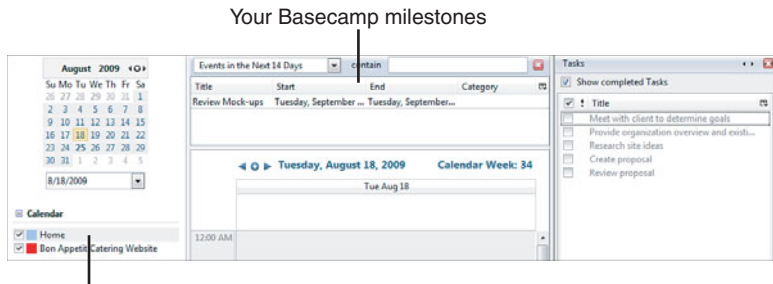 Your Basecamp milestones
August 2009
Su Mo Tu We Th Fr Sa
26 27 28 29 30 31 1
2 3 4 5 6 7 8
9 10 11 12 13 14 15
16 17 18 19 20 21 22
23 24 25 26 27 28 29
30 31 1 2 3 4 5
8/18/2009
Calendar
Home
Bon Appetit Catering Website
Events in the Next 14 Days contain
Title Start End Category
Review Mock-ups Tuesday, September ... Tuesday, September...
Tuesday, August 18, 2009 Calendar Week: 34
Tue Aug 18
12:00 AM
Tasks
Show completed Tasks
! Title
Meet with client to determine goals
Provide organization overview and existi...
Research site ideas
Create proposal
Review proposal